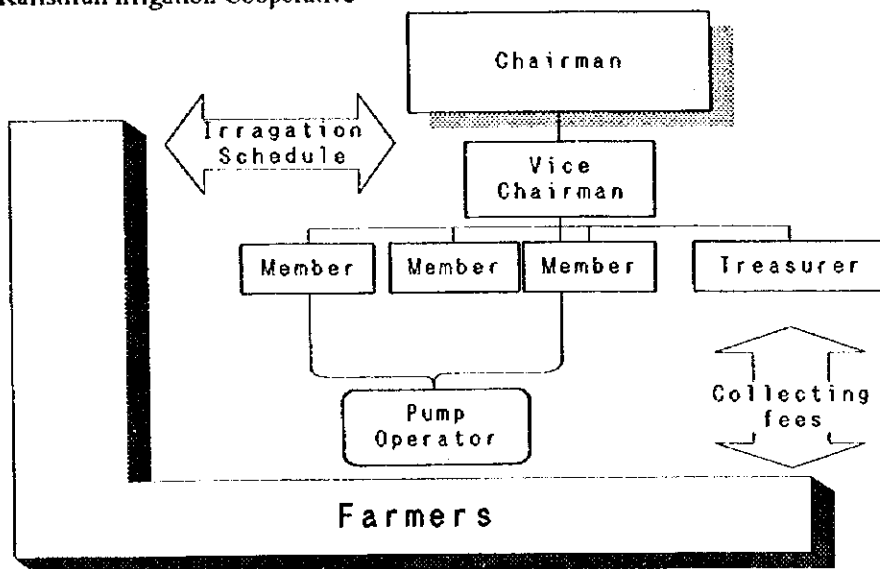 Irrigation Cooperative
Chairman
Irragation
Schedule
Vice
Chairman
Member
Member
Member
Treasurer
Pump
Operator
Collecting
fees
Farmers